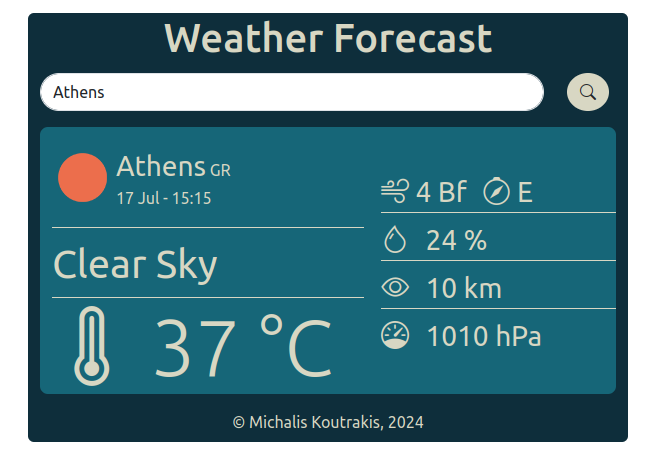 Weather Forecast
Athens
Athens GR
17 Jul - 15:15
Clear Sky
37 °C
4 Bf E
24 %
10 km
1010 hPa
© Michalis Koutrakis, 2024